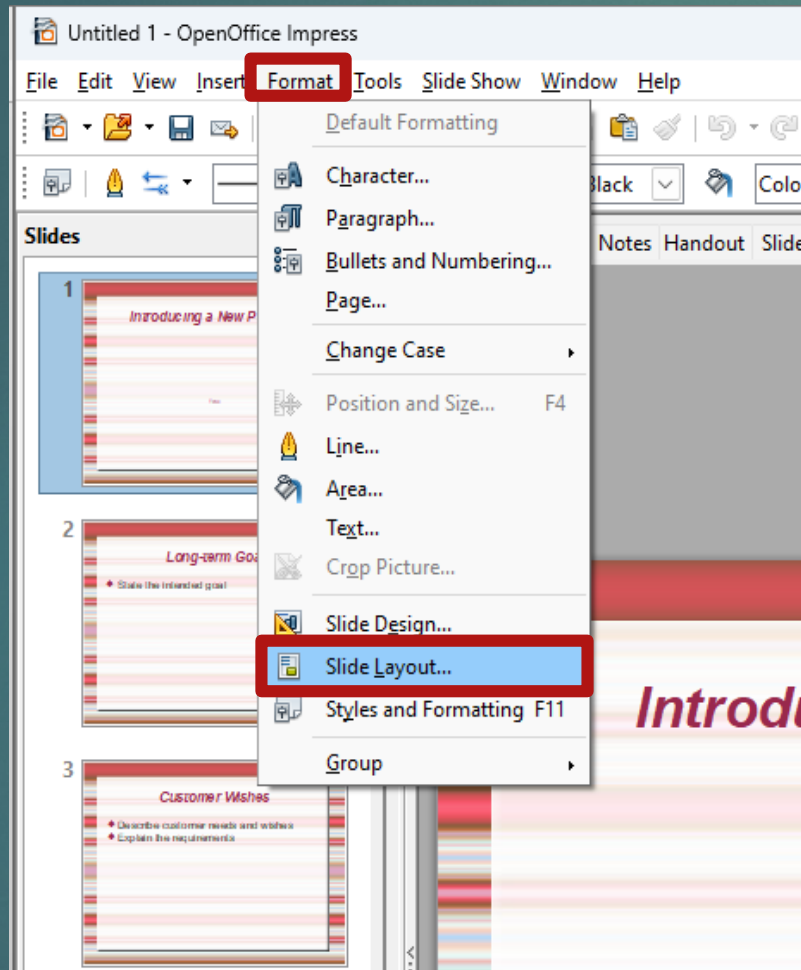 Untitled 1 - OpenOffice Impress
File Edit View Insert Format Tools Slide Show Window Help
Default Formatting
Character...
Black
Colo
Paragraph...
Slides
Notes Handout Slide
Bullets and Numbering...
Page...
Change Case
Position and Size... F4
Line...
Area...
Text...
Crop Picture...
Slide Design...
Slide Layout...
Styles and Formatting F11
Group
1
Introducing a New P
2
Long-term Goa
State the intended goal
3
Customer Wishes
Describe customer needs and wishes
Explain the requirements
Introdu